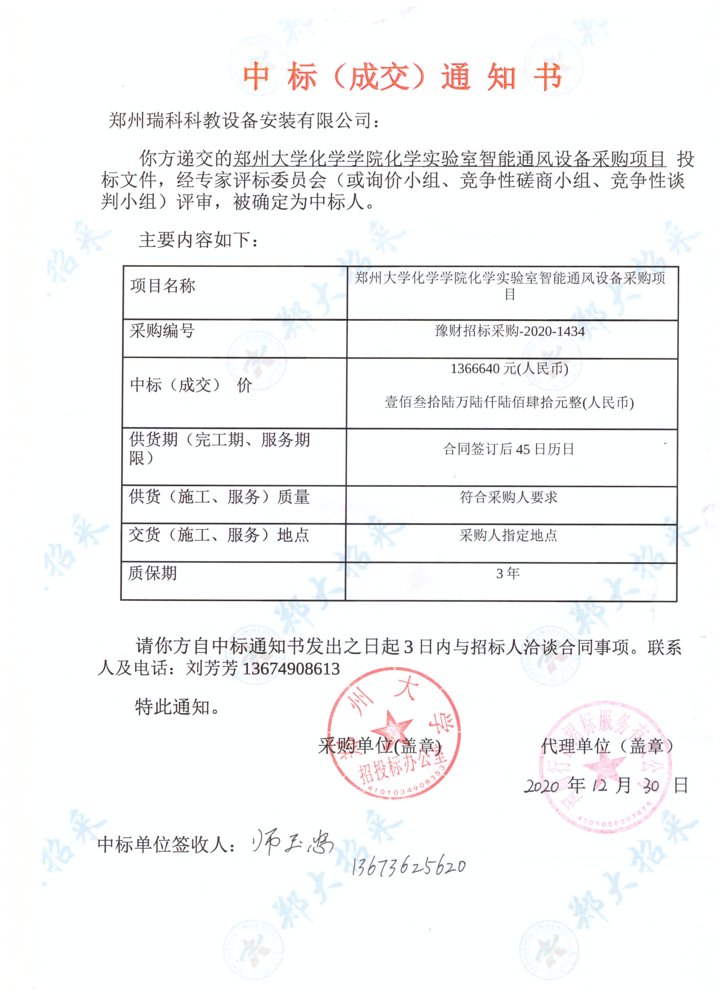 中 标（成交）通 知 书
郑州瑞科科教设备安装有限公司：
你方递交的郑州大学化学学院化学实验室智能通风设备采购项目 投
标文件，经专家评标委员会（或询价小组、竞争性磋商小组、竞争性谈
判小组）评审，被确定为中标人。
主要内容如下：
项目名称
郑州大学化学学院化学实验室智能通风设备采购项
目
采购编号
豫财招标采购-2020-1434
中标（成交） 价
1366640 元(人民币)
壹佰叁拾陆万陆仟陆佰肆拾元整(人民币)
供货期（完工期、服务期
限）
合同签订后 45 日历日
供货（施工、服务）质量
符合采购人要求
交货（施工、服务）地点
采购人指定地点
质保期
3 年
请你方自中标通知书发出之日起 3 日内与招标人洽谈合同事项。联系
人及电话：刘芳芳 13674908613
特此通知。
采购单位(盖章)
代理单位（盖章）
郑州大学
招投标办公室
4101034908353
2020 年 12 月 30 日
中标单位签收人：师玉
13673625620
郑大招采